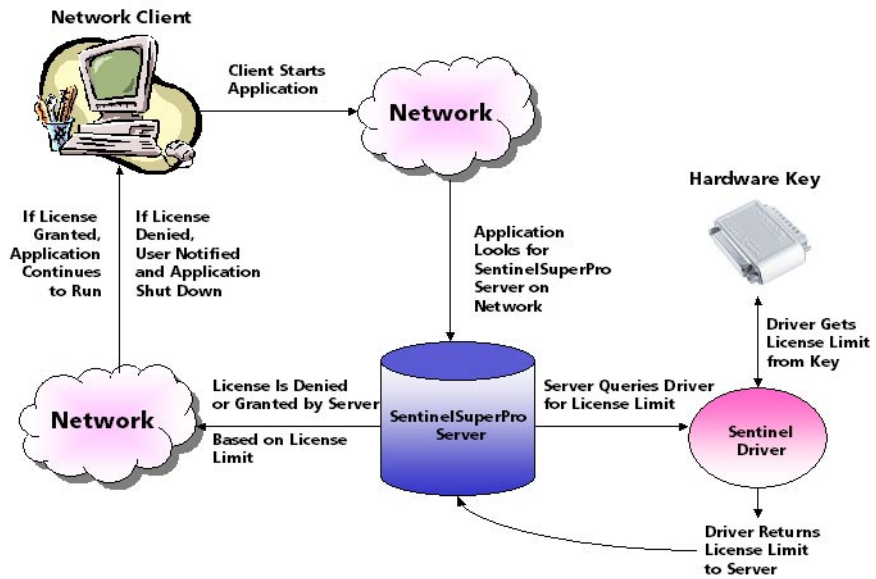 Network Client
Client Starts
Application
Network
Hardware Key
If License
Granted,
Application
Continues
to Run
If License
Denied,
User Notified
and Application
Shut Down
Application
Looks for
SentinelSuperPro
Server on
Network
Driver Gets
License Limit
from Key
Network
License Is Denied
or Granted by Server
Based on License
Limit
SentinelSuperPro
Server
Server Queries Driver
for License Limit
Sentinel
Driver
Driver Returns
License Limit
to Server